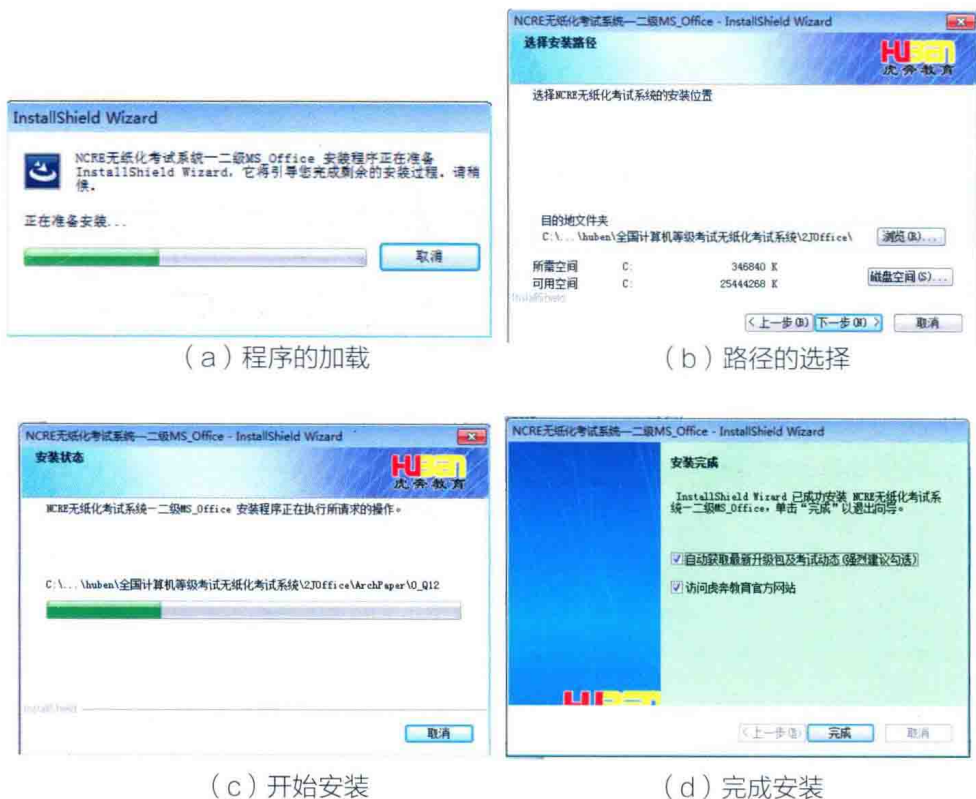 InstallShield Wizard
NCRE无纸化考试系统一二级MS_Office 安装程序正在准备
InstallShield Wizard，它将引导您完成剩余的安装过程。请稍
候。
正在准备安装...
取消
（a）程序的加载
NCRE无纸化考试系统—二级MS_Office - InstallShield Wizard
选择安装路径
HUBEN
虎奔教育
选择NCRE无纸化考试系统的安装位置
目的地文件夹
C:\...\huben\全国计算机等级考试无纸化考试系统\2JOffice\
浏览(R)...
所需空间 C: 346840 K
可用空间 C: 25444268 K
磁盘空间(S)...
InstallShield
<上一步(B) 下一步(N) > 取消
（b）路径的选择
NCRE无纸化考试系统—二级MS_Office - InstallShield Wizard
安装状态
HUBEN
虎奔教育
NCRE无纸化考试系统一二级MS_Office 安装程序正在执行所请求的操作。
C:\...\huben\全国计算机等级考试无纸化考试系统\2JOffice\ArchPaper\O_Q12
InstallShield
取消
（c）开始安装
NCRE无纸化考试系统—二级MS_Office - InstallShield Wizard
安装完成
InstallShield Wizard 已成功安装 NCRE无纸化考试系
统一二级MS_Office。单击“完成”以退出向导。
自动获取最新升级包及考试动态(强烈建议勾选)
访问虎奔教育官方网站
HUBEN
<上一步(B) 完成 取消
（d）完成安装